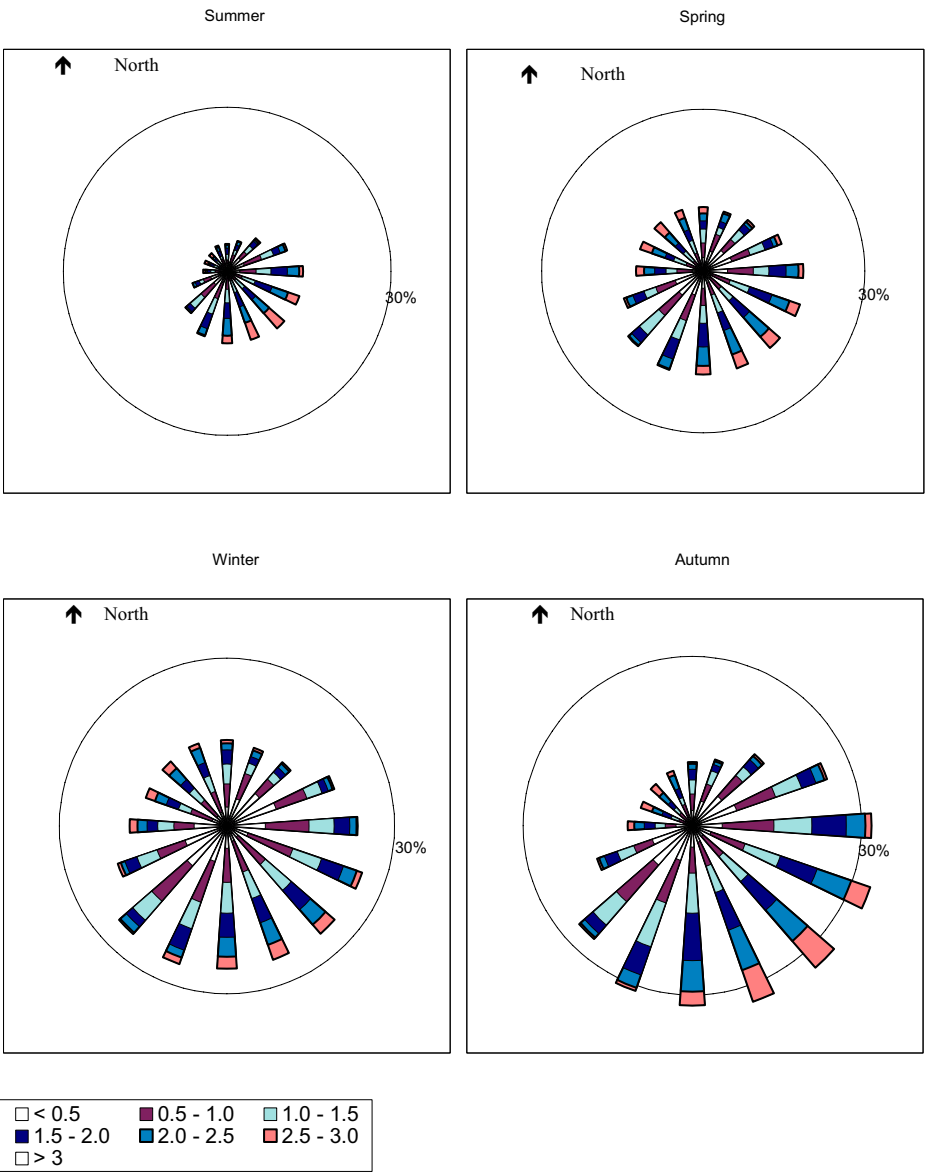 Summer
Spring
North
North
30%
30%
Winter
Autumn
North
North
30%
30%
< 0.5
0.5 - 1.0
1.0 - 1.5
1.5 - 2.0
2.0 - 2.5
2.5 - 3.0
> 3